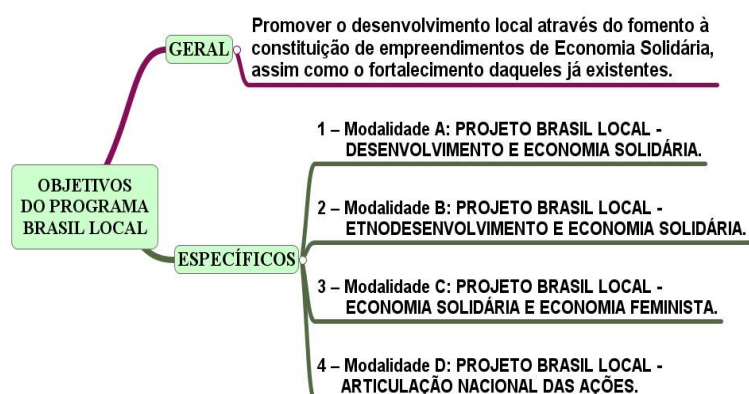 OBJETIVOS
DO PROGRAMA
BRASIL LOCAL
GERAL
Promover o desenvolvimento local através do fomento à
constituição de empreendimentos de Economia Solidária,
assim como o fortalecimento daqueles já existentes.
ESPECÍFICOS
1 – Modalidade A: PROJETO BRASIL LOCAL -
DESENVOLVIMENTO E ECONOMIA SOLIDÁRIA.
2 – Modalidade B: PROJETO BRASIL LOCAL -
ETNODESENVOLVIMENTO E ECONOMIA SOLIDÁRIA.
3 – Modalidade C: PROJETO BRASIL LOCAL -
ECONOMIA SOLIDÁRIA E ECONOMIA FEMINISTA.
4 – Modalidade D: PROJETO BRASIL LOCAL -
ARTICULAÇÃO NACIONAL DAS AÇÕES.